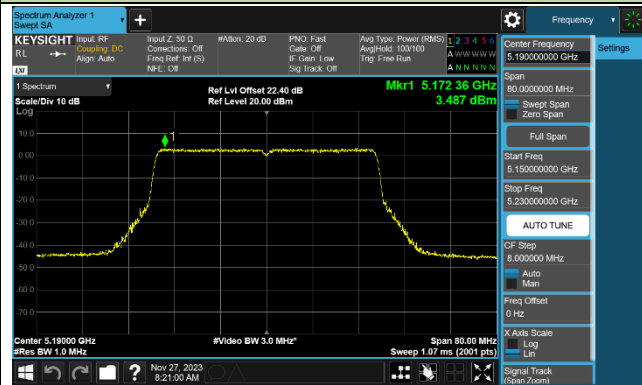 Spectrum Analyzer 1
Swept SA
+
Frequency
KEYSIGHT
RL
LXI
Input: RF
Coupling: DC
Align: Auto
Input Z: 50 Ω
Corrections: Off
Freq Ref: Int (S)
NFE: Off
#Atten: 20 dB
PNO: Fast
Gate: Off
IF Gain: Low
Sig Track: Off
Avg Type: Power (RMS)
Avg|Hold: 100/100
Trig: Free Run
1 2 3 4 5 6
A W W W W W
A N N N N N
1 Spectrum
Scale/Div 10 dB
Log
Ref Lvl Offset 22.40 dB
Ref Level 20.00 dBm
Mkr1 5.172 36 GHz
3.487 dBm
1
10.0
0.00
-10.0
-20.0
-30.0
-40.0
-50.0
-60.0
-70.0
Center 5.19000 GHz
#Res BW 1.0 MHz
#Video BW 3.0 MHz*
Span 80.00 MHz
Sweep 1.07 ms (2001 pts)
Nov 27, 2023
8:21:00 AM
Center Frequency
5.190000000 GHz
Span
80.0000000 MHz
Swept Span
Zero Span
Full Span
Start Freq
5.150000000 GHz
Stop Freq
5.230000000 GHz
AUTO TUNE
CF Step
8.000000 MHz
Auto
Man
Freq Offset
0 Hz
X Axis Scale
Log
Lin
Signal Track
(Span Zoom)
Settings